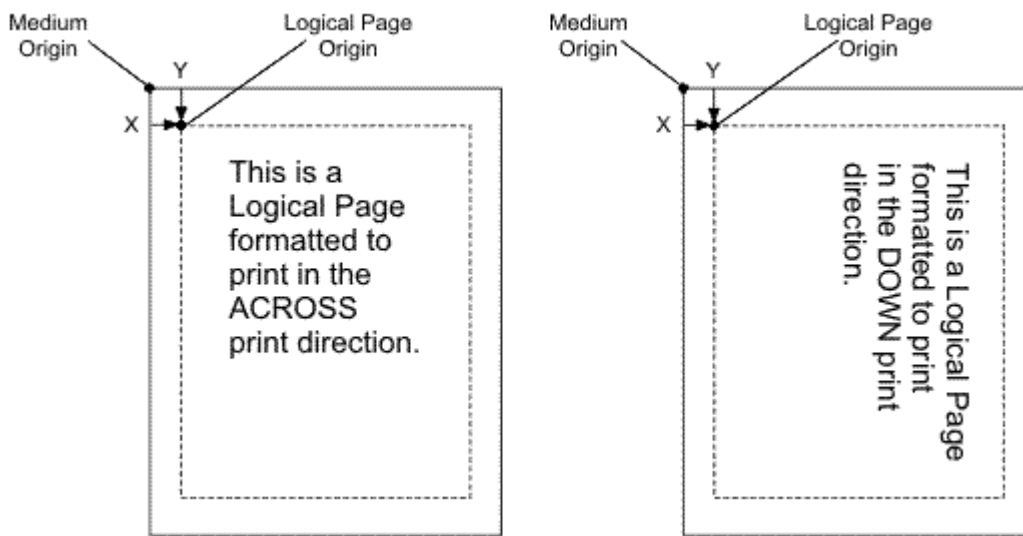 Medium
Origin
Logical Page
Origin
Y
X
This is a
Logical Page
formatted to
print in the
ACROSS
print direction.
Medium
Origin
Logical Page
Origin
Y
X
This is a Logical Page
formatted to print
in the DOWN print
direction.